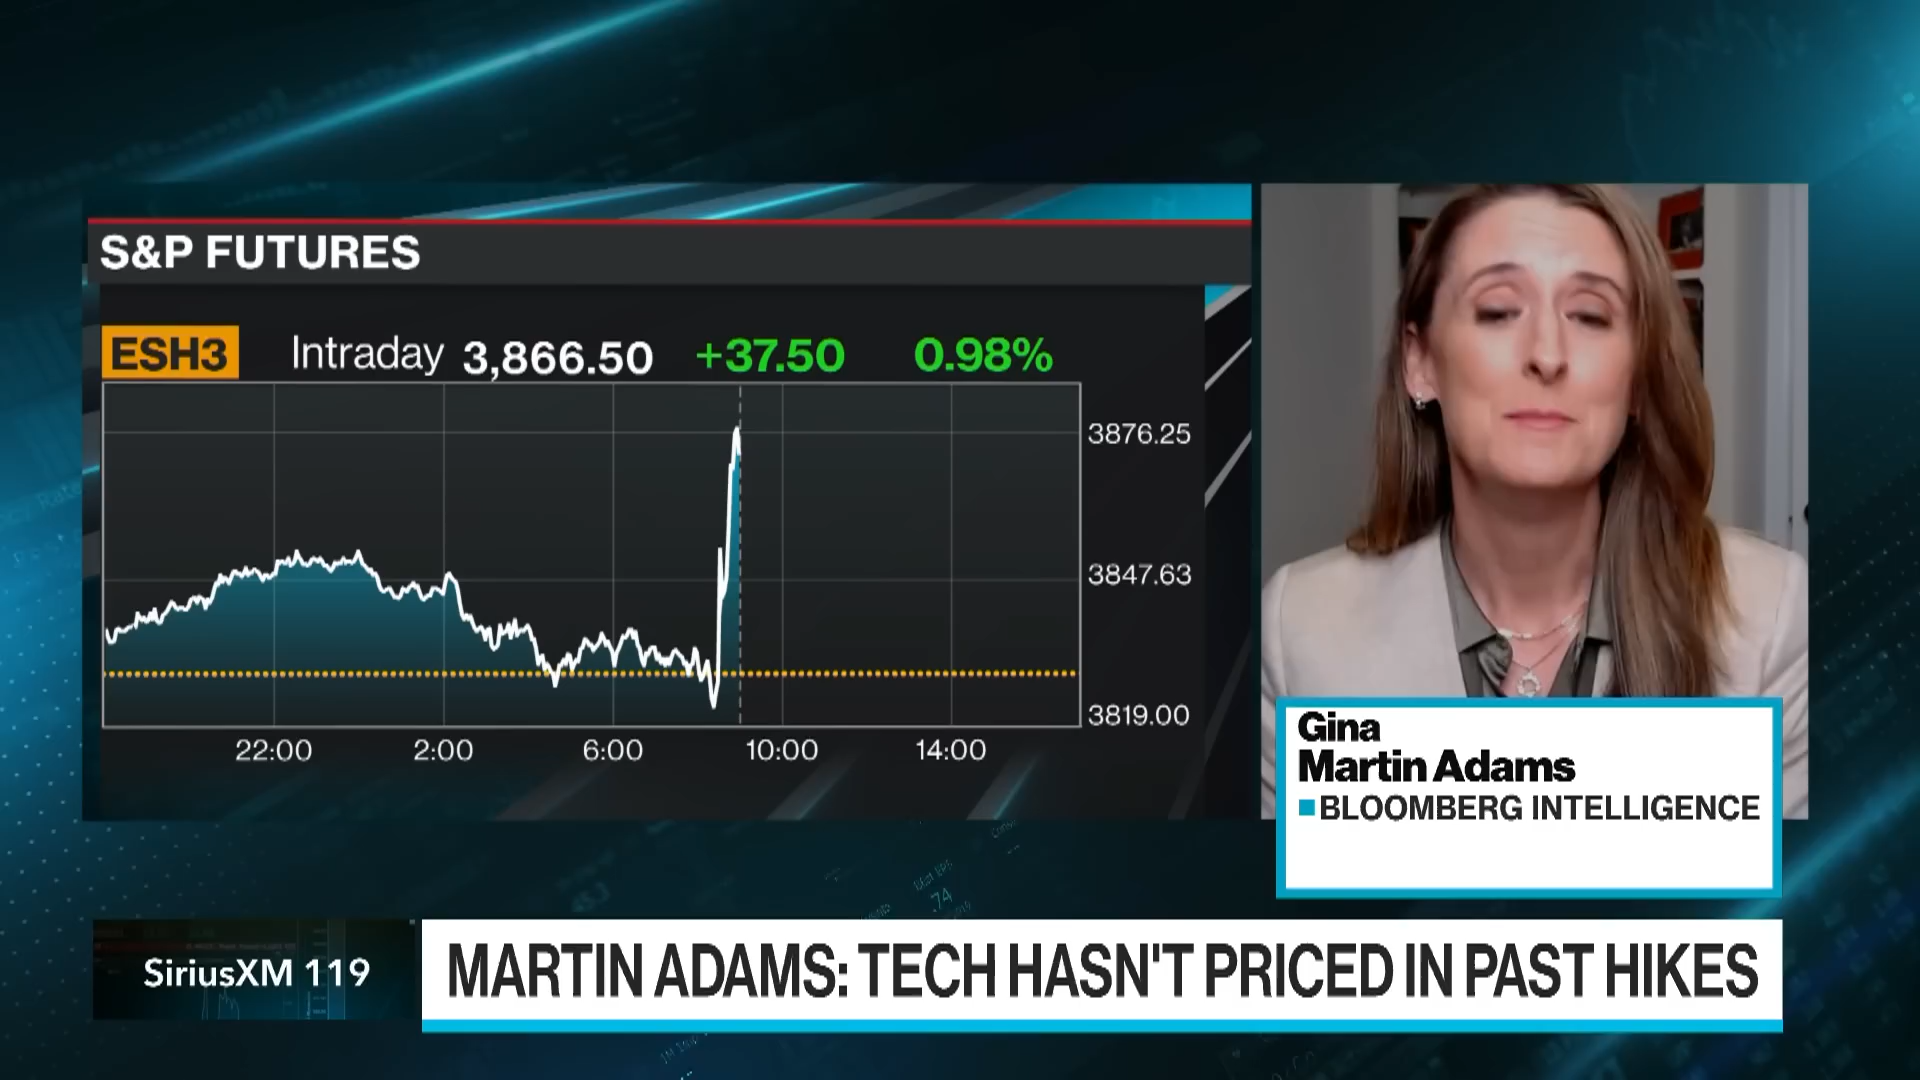 S&P FUTURES
ESH3 Intraday 3,866.50 +37.50 0.98%
3876.25
3847.63
3819.00
22:00 2:00 6:00 10:00 14:00
Gina
Martin Adams
BLOOMBERG INTELLIGENCE
SiriusXM 119
MARTIN ADAMS: TECH HASN'T PRICED IN PAST HIKES